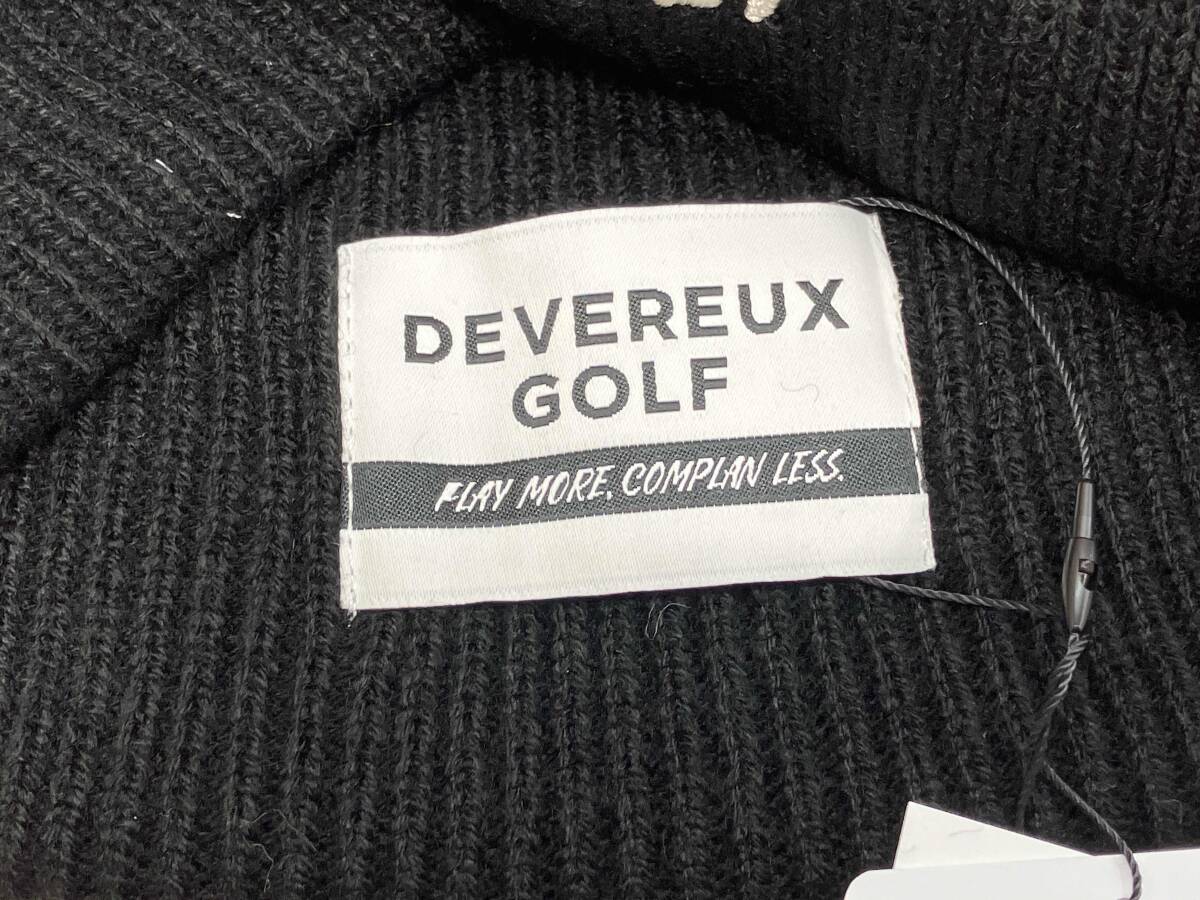 DEVEREUX
GOLF
PLAY MORE. COMPLAN LESS.